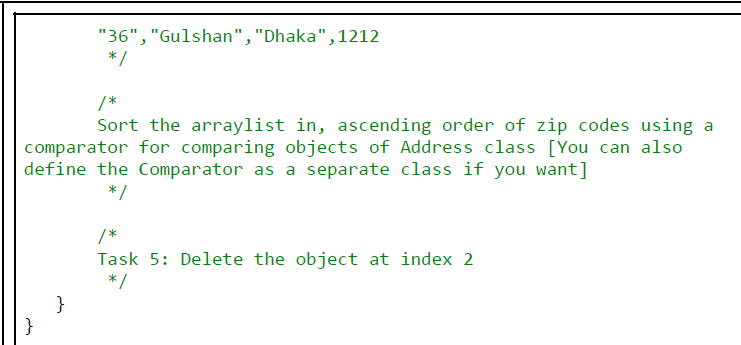 "36","Gulshan","Dhaka",1212
*/
/*
Sort the arraylist in, ascending order of zip codes using a
comparator for comparing objects of Address class [You can also
define the Comparator as a separate class if you want]
*/
/*
Task 5: Delete the object at index 2
*/
}
}